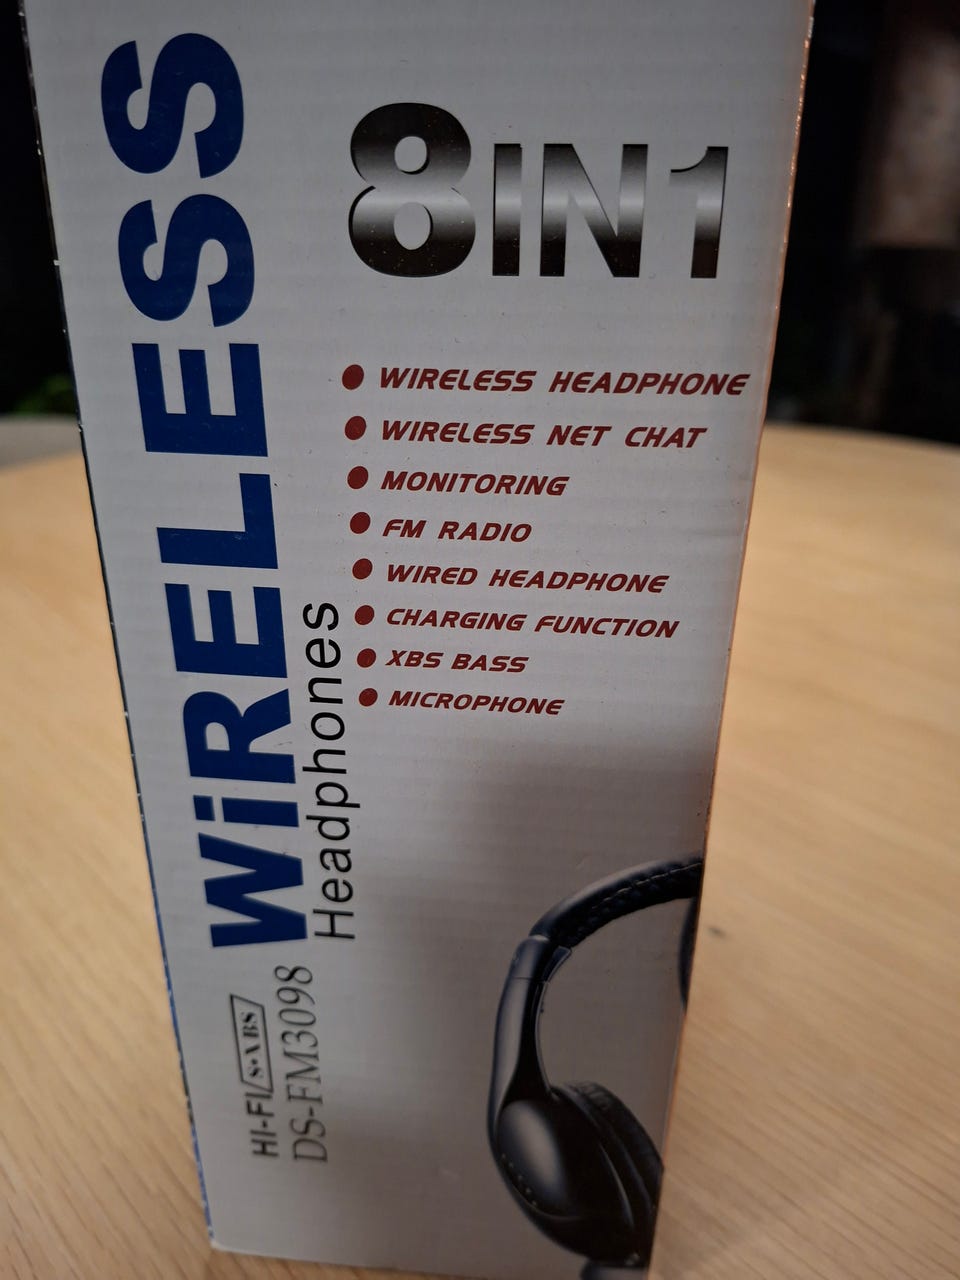 WiRELESS
Headphones
HI-FI S·XBS
DS-FM3098
8IN1
WIRELESS HEADPHONE
WIRELESS NET CHAT
MONITORING
FM RADIO
WIRED HEADPHONE
CHARGING FUNCTION
XBS BASS
MICROPHONE